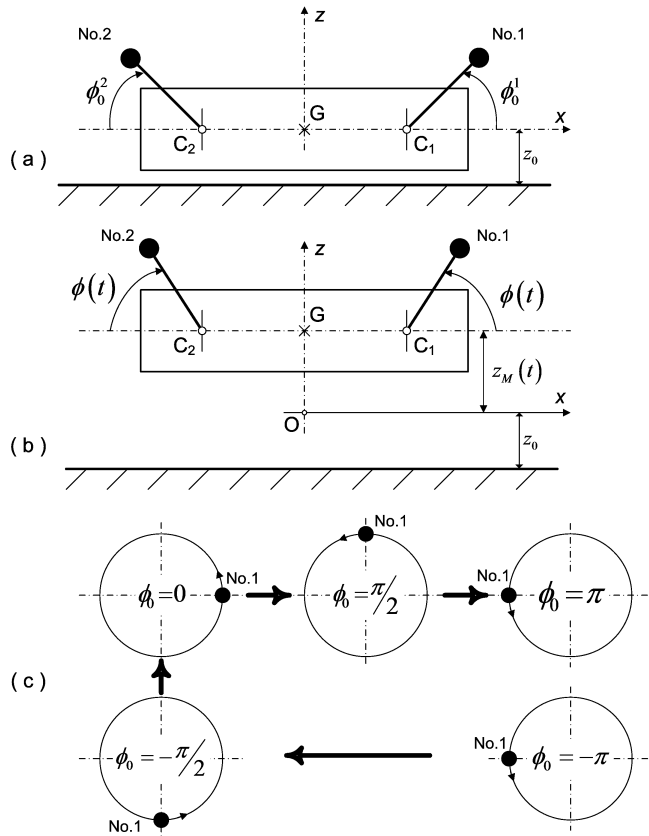 z
No.2
No.1
ϕ₀²
ϕ₀¹
G
x
C₂
C₁
z₀
( a )
No.2
z
No.1
ϕ(t)
ϕ(t)
G
C₂
C₁
z_M(t)
x
O
z₀
( b )
No.1
No.1
No.1
ϕ₀=0
ϕ₀=π/2
ϕ₀=π
( c )
No.1
ϕ₀=−π/2
ϕ₀=−π
No.1